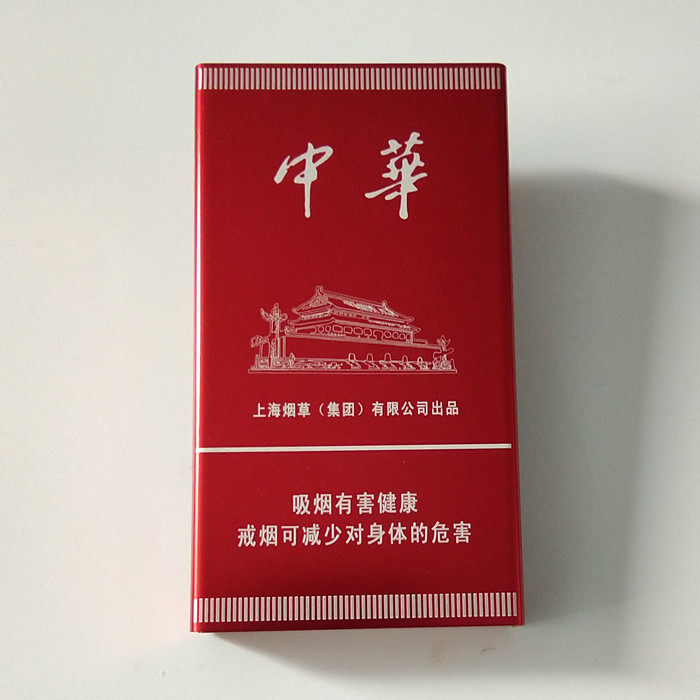 中華
上海烟草（集团）有限公司出品
吸烟有害健康
戒烟可减少对身体的危害